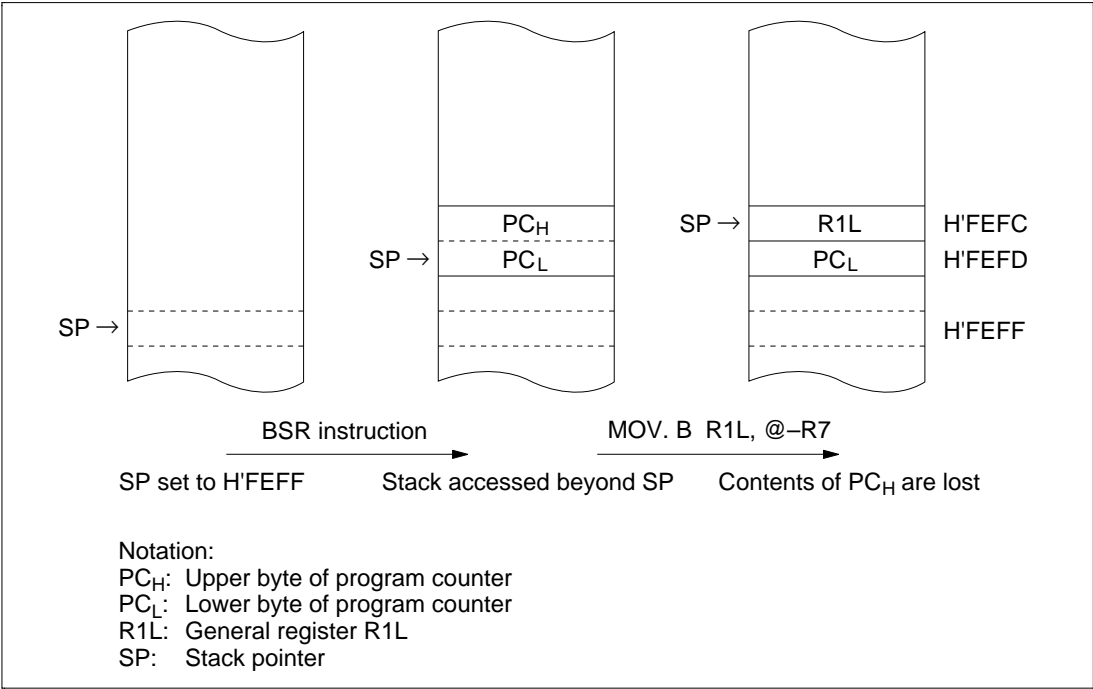 PCH SP → R1L H'FEFC
SP → PCL PCL H'FEFD
SP → H'FEFF
BSR instruction MOV. B R1L, @–R7
SP set to H'FEFF Stack accessed beyond SP Contents of PCH are lost
Notation:
PCH: Upper byte of program counter
PCL: Lower byte of program counter
R1L: General register R1L
SP: Stack pointer